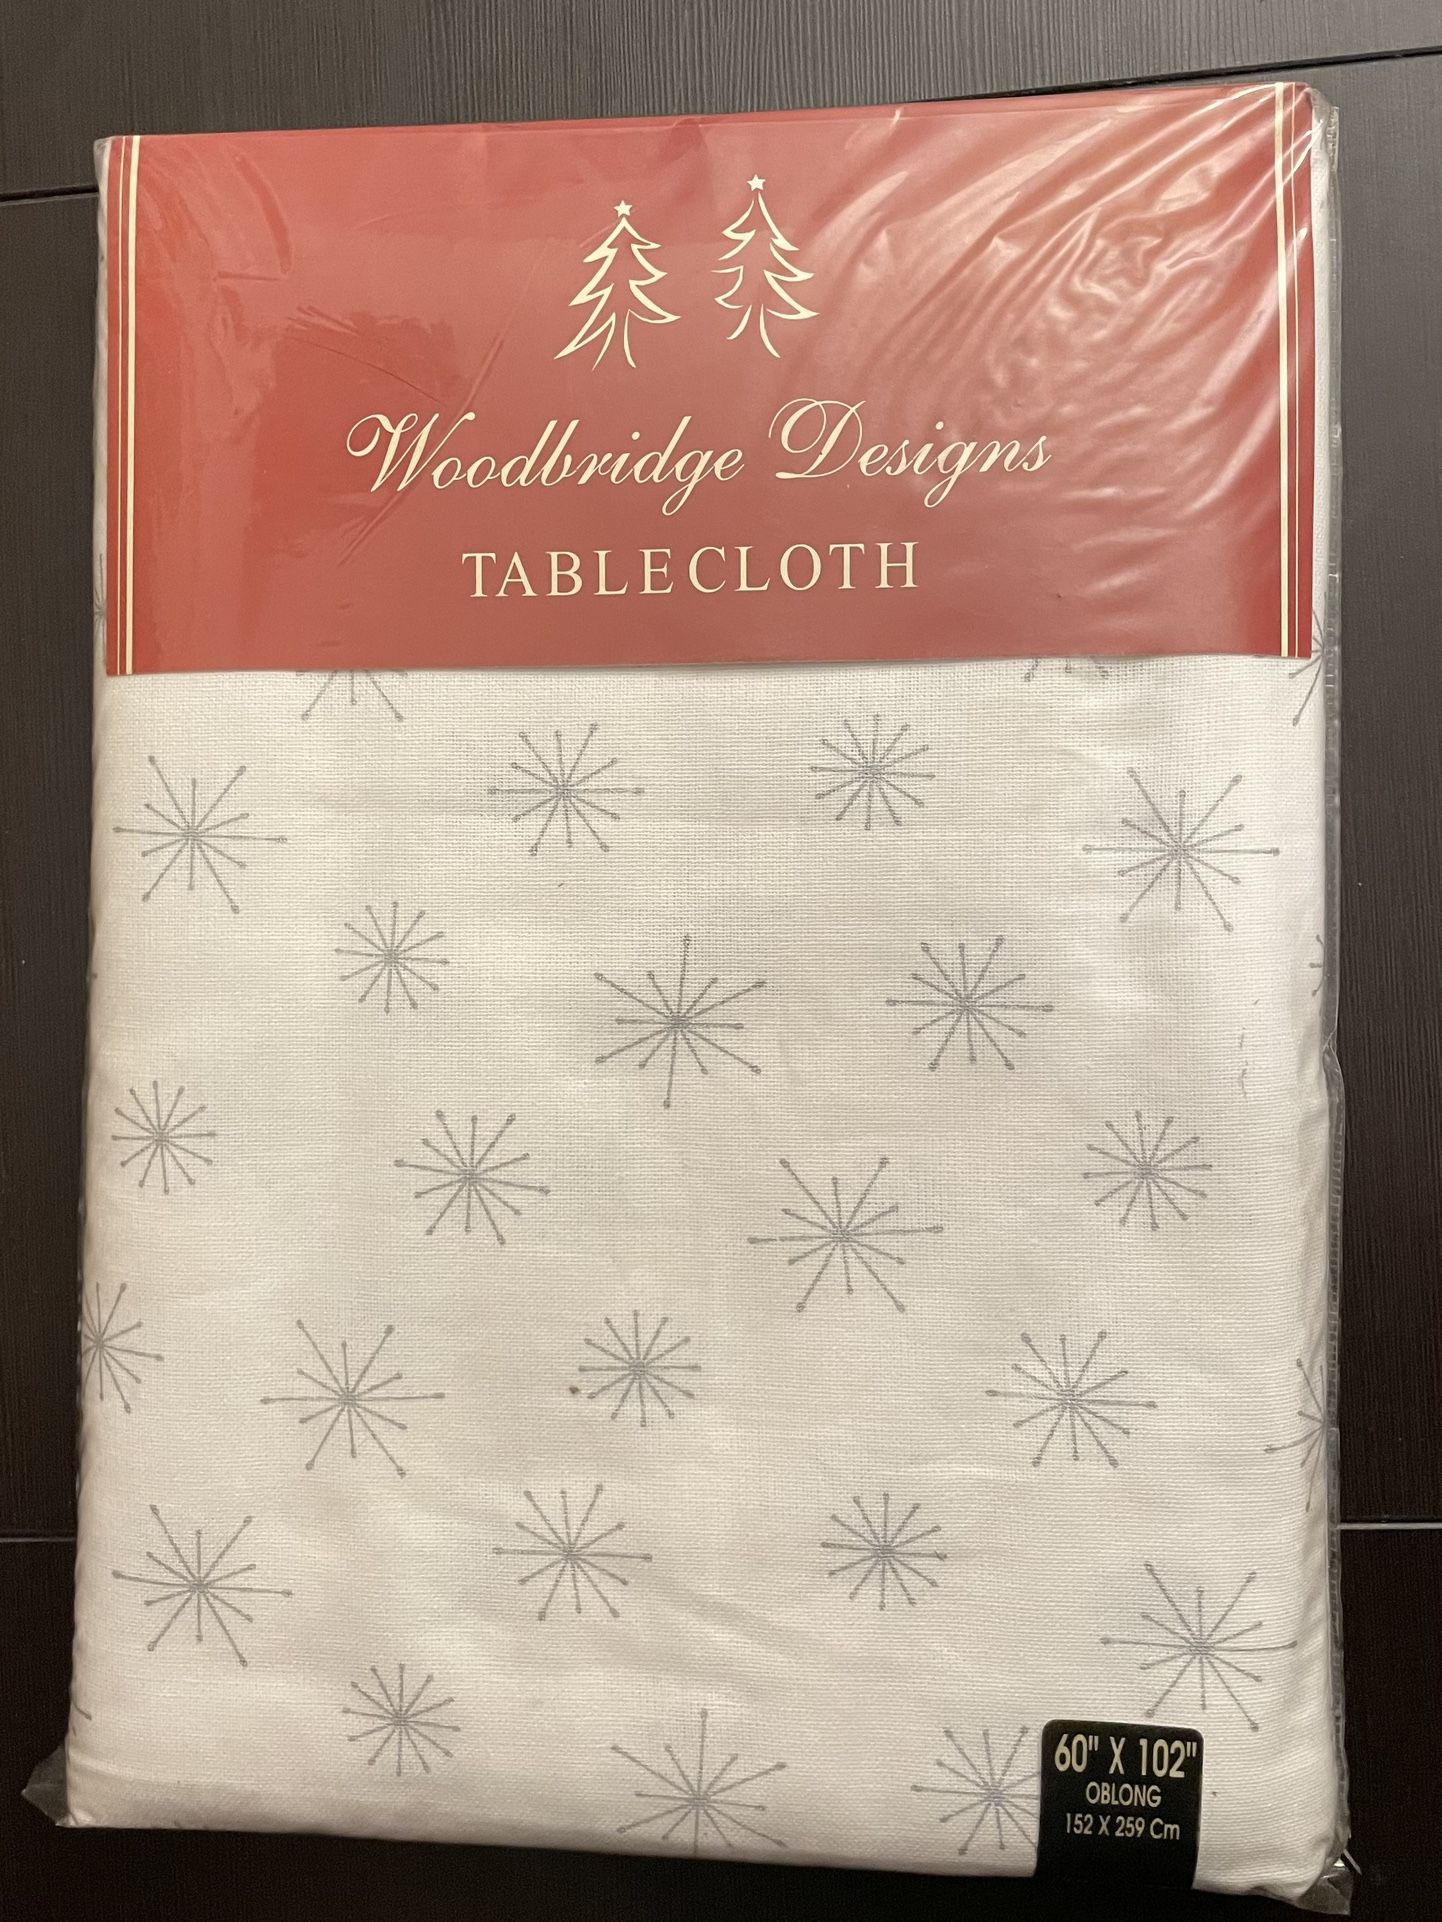 Woodbridge Designs
TABLECLOTH
60" X 102"
OBLONG
152 X 259 Cm